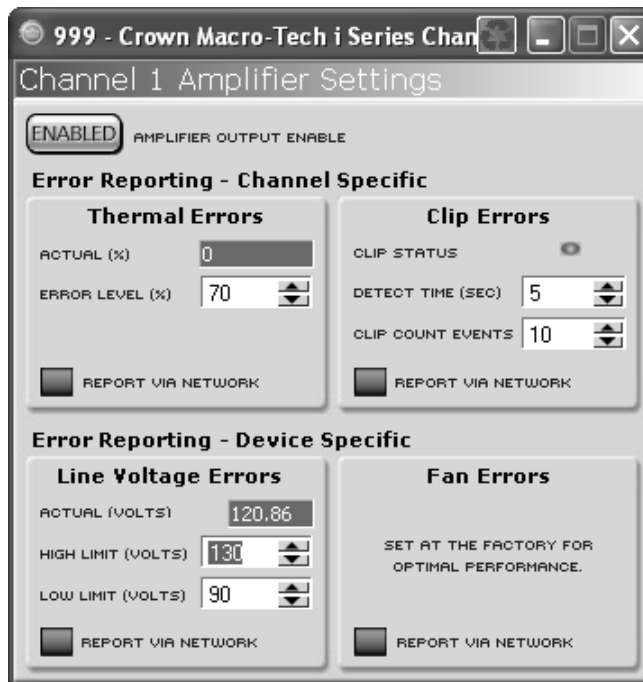 999 - Crown Macro-Tech i Series Chan
Channel 1 Amplifier Settings
ENABLED AMPLIFIER OUTPUT ENABLE
Error Reporting - Channel Specific
Thermal Errors
ACTUAL (%) 0
ERROR LEVEL (%) 70
REPORT VIA NETWORK
Clip Errors
CLIP STATUS
DETECT TIME (SEC) 5
CLIP COUNT EVENTS 10
REPORT VIA NETWORK
Error Reporting - Device Specific
Line Voltage Errors
ACTUAL (VOLTS) 120.86
HIGH LIMIT (VOLTS) 130
LOW LIMIT (VOLTS) 90
REPORT VIA NETWORK
Fan Errors
SET AT THE FACTORY FOR
OPTIMAL PERFORMANCE.
REPORT VIA NETWORK